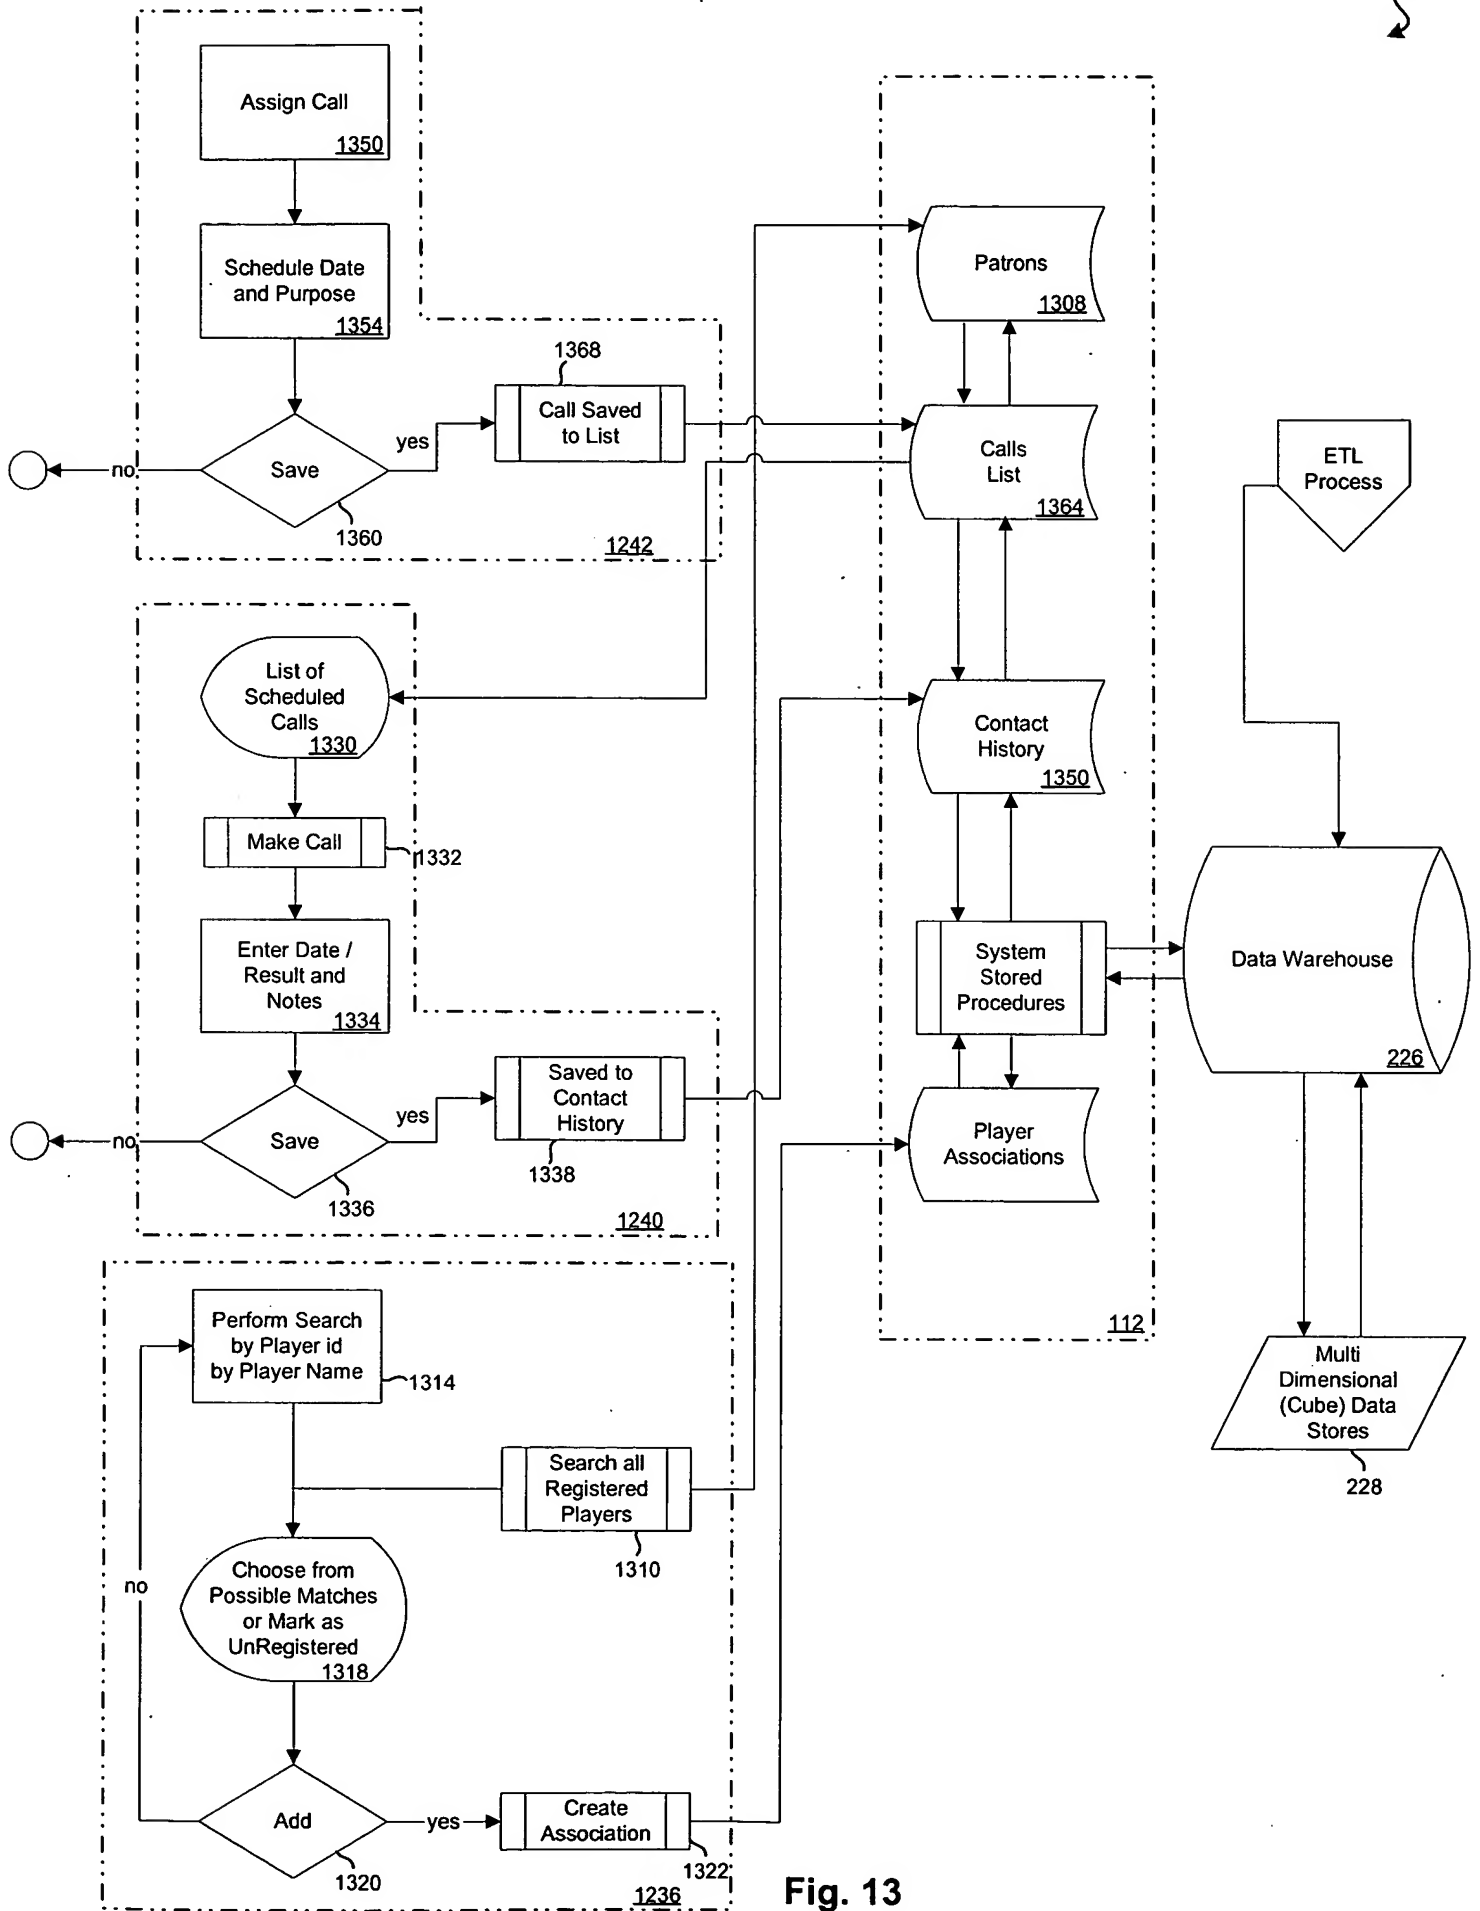 Assign Call
1350
Schedule Date
and Purpose
1354
Save
no
yes
1360
1368
Call Saved
to List
1242
List of
Scheduled
Calls
1330
Make Call
1332
Enter Date /
Result and
Notes
1334
Save
no
yes
1336
Saved to
Contact
History
1338
1240
Perform Search
by Player id
by Player Name
1314
Search all
Registered
Players
1310
Choose from
Possible Matches
or Mark as
UnRegistered
1318
no
Add
yes
1320
Create
Association
1322
1236
Patrons
1308
Calls
List
1364
Contact
History
1350
System
Stored
Procedures
Player
Associations
112
ETL
Process
Data Warehouse
226
Multi
Dimensional
(Cube) Data
Stores
228
Fig. 13